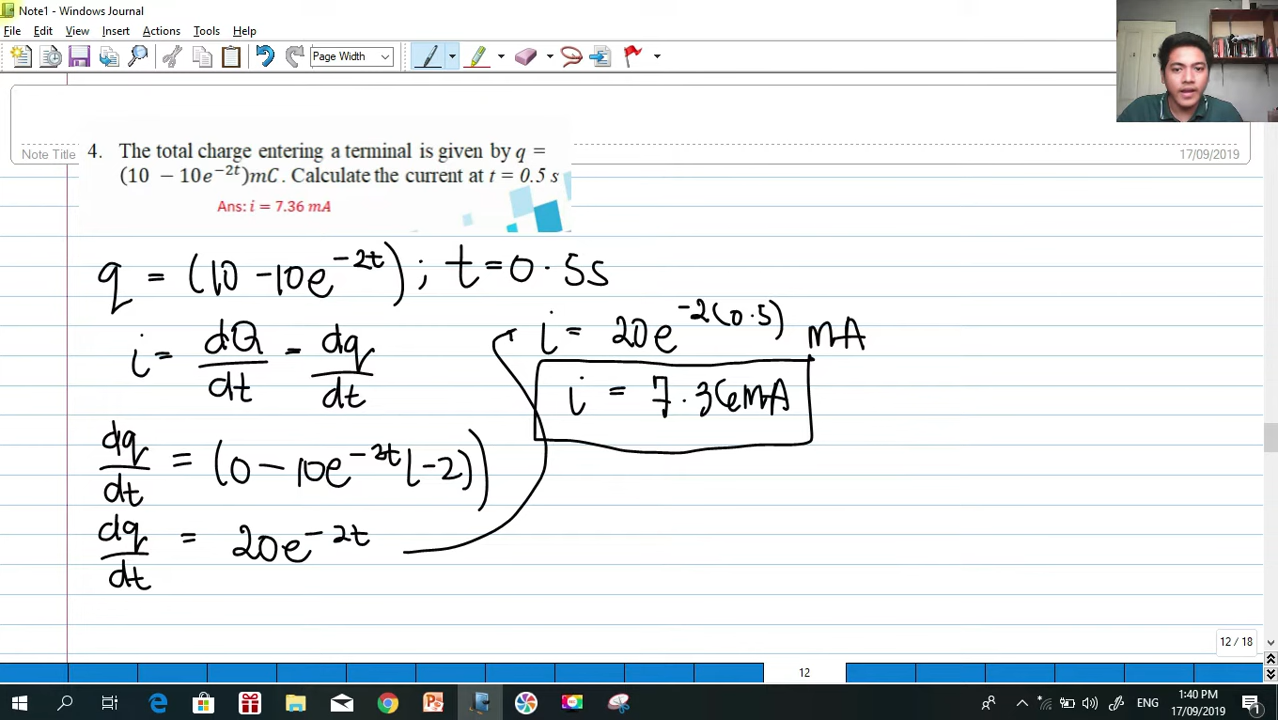 Note1 - Windows Journal
File Edit View Insert Actions Tools Help
Page Width
Note Title
17/09/2019
4. The total charge entering a terminal is given by q =
(10 − 10e^{−2t})mC. Calculate the current at t = 0.5 s
Ans: i = 7.36 mA
q = (10 -10e^{-2t}) ; t=0.5s
i = dQ/dt = dq/dt
dq/dt = (0 - 10e^{-2t}(-2))
dq/dt = 20e^{-2t}
i = 20e^{-2(0.5)} mA
i = 7.36mA
12 / 18
12
ENG
1:40 PM
17/09/2019
1